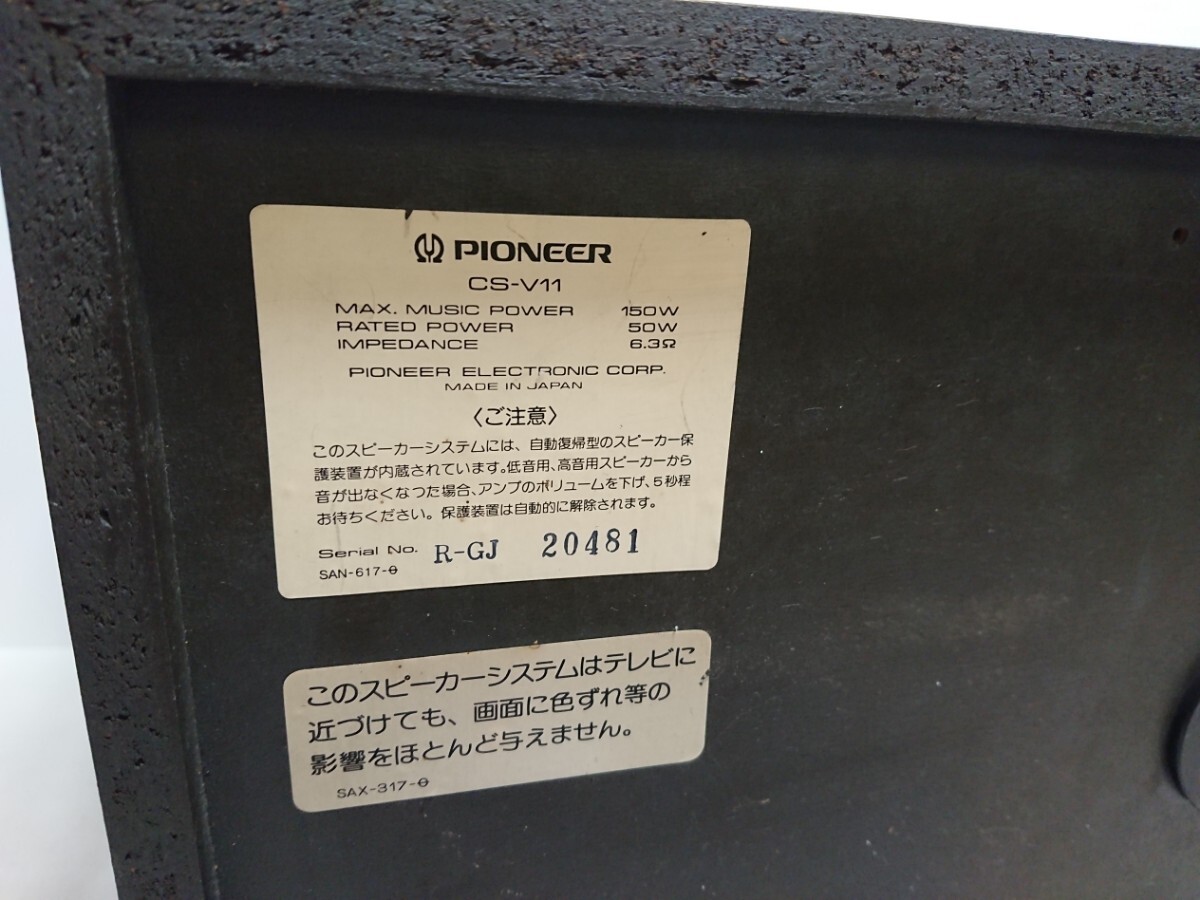 PIONEER
CS-V11
MAX. MUSIC POWER 150W
RATED POWER 50W
IMPEDANCE 6.3Ω
PIONEER ELECTRONIC CORP.
MADE IN JAPAN
〈ご注意〉
このスピーカーシステムには、自動復帰型のスピーカー保
護装置が内蔵されています。低音用、高音用スピーカーから
音が出なくなつた場合、アンプのボリュームを下げ、5秒程
お待ちください。保護装置は自動的に解除されます。
Serial No. R-GJ 20481
SAN-617-0
このスピーカーシステムはテレビに
近づけても、画面に色ずれ等の
影響をほとんど与えません。
SAX-317-0